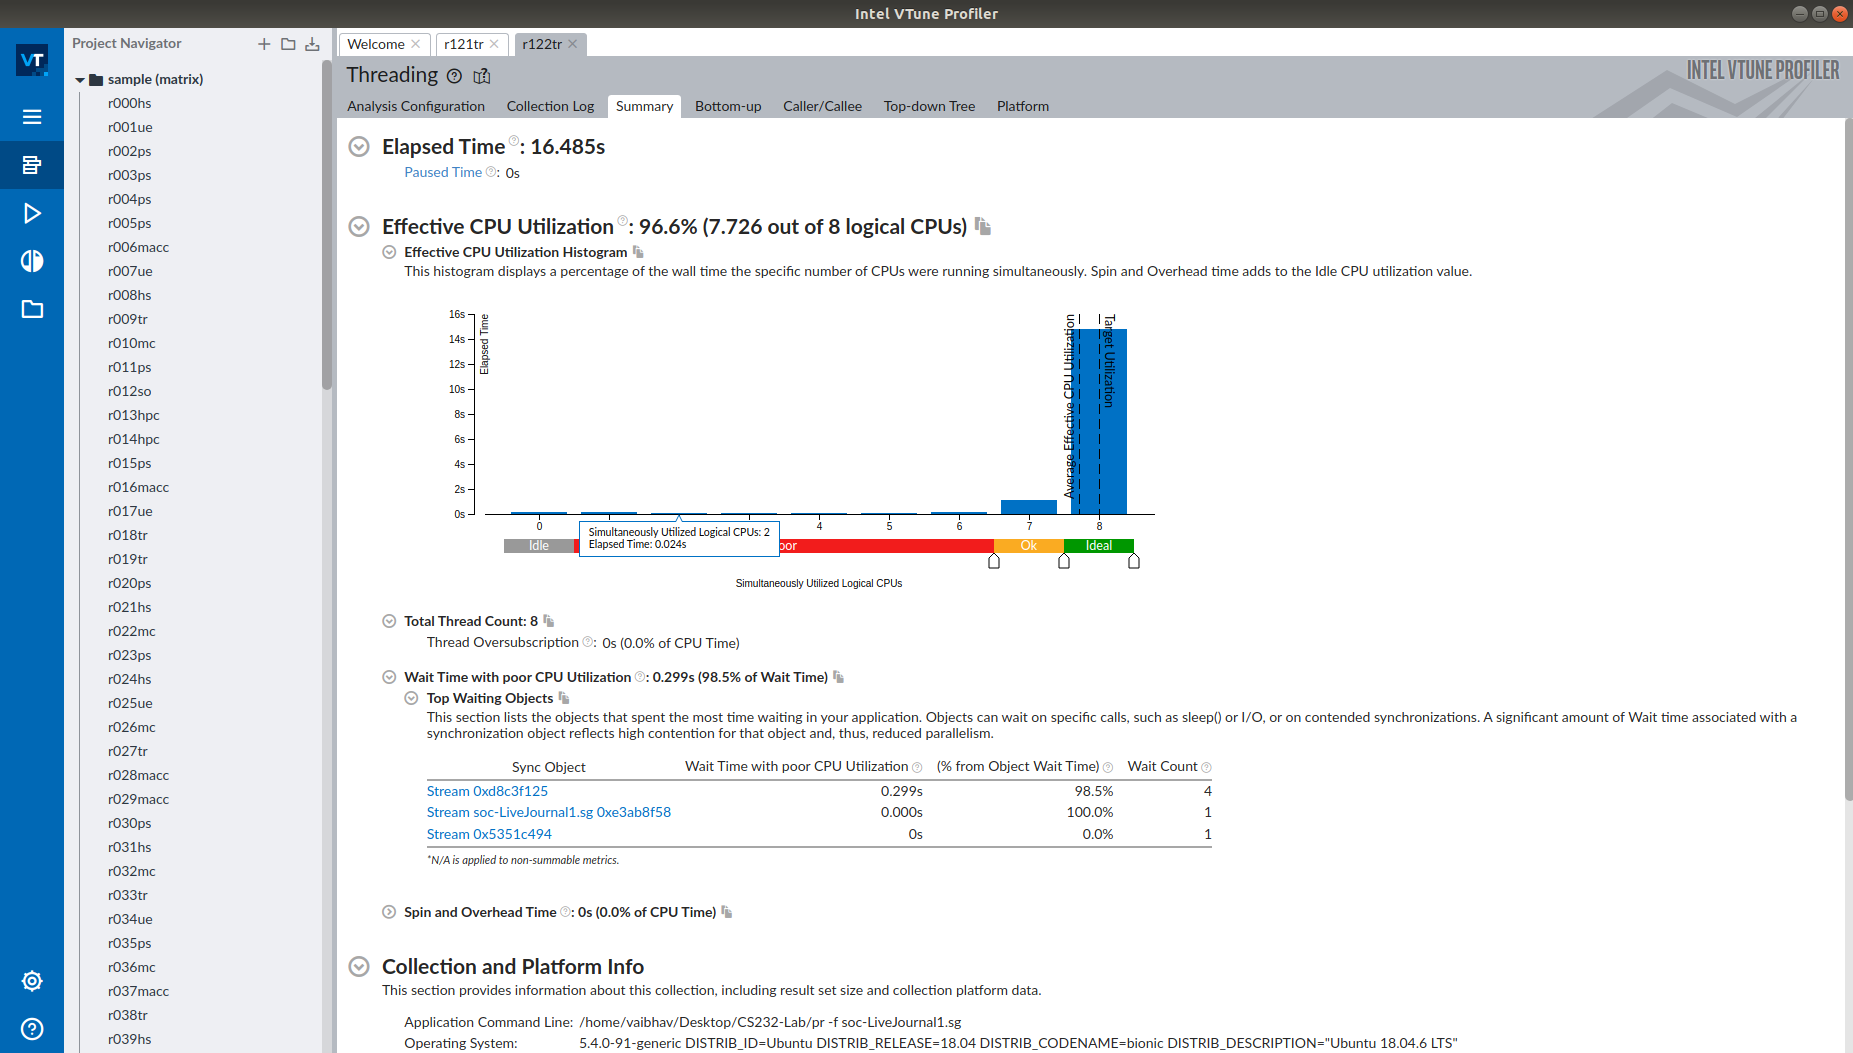 Intel VTune Profiler
VT
Project Navigator
sample (matrix)
r000hs
r001ue
r002ps
r003ps
r004ps
r005ps
r006macc
r007ue
r008hs
r009tr
r010mc
r011ps
r012so
r013hpc
r014hpc
r015ps
r016macc
r017ue
r018tr
r019tr
r020ps
r021hs
r022mc
r023ps
r024hs
r025ue
r026mc
r027tr
r028macc
r029macc
r030ps
r031hs
r032mc
r033tr
r034ue
r035ps
r036mc
r037macc
r038tr
r039hs
Welcome r121tr r122tr
Threading
INTEL VTUNE PROFILER
Analysis Configuration Collection Log Summary Bottom-up Caller/Callee Top-down Tree Platform
Elapsed Time : 16.485s
Paused Time : 0s
Effective CPU Utilization : 96.6% (7.726 out of 8 logical CPUs)
Effective CPU Utilization Histogram
This histogram displays a percentage of the wall time the specific number of CPUs were running simultaneously. Spin and Overhead time adds to the Idle CPU utilization value.
16s
14s
12s
10s
8s
6s
4s
2s
0s
Elapsed Time
Average Effective CPU Utilization
Target Utilization
0 4 5 6 7 8
Simultaneously Utilized Logical CPUs: 2
Elapsed Time: 0.024s
Idle oor Ok Ideal
Simultaneously Utilized Logical CPUs
Total Thread Count: 8
Thread Oversubscription : 0s (0.0% of CPU Time)
Wait Time with poor CPU Utilization : 0.299s (98.5% of Wait Time)
Top Waiting Objects
This section lists the objects that spent the most time waiting in your application. Objects can wait on specific calls, such as sleep() or I/O, or on contended synchronizations. A significant amount of Wait time associated with a
synchronization object reflects high contention for that object and, thus, reduced parallelism.
Sync Object Wait Time with poor CPU Utilization (% from Object Wait Time) Wait Count
Stream 0xd8c3f125 0.299s 98.5% 4
Stream soc-LiveJournal1.sg 0xe3ab8f58 0.000s 100.0% 1
Stream 0x5351c494 0s 0.0% 1
*N/A is applied to non-summable metrics.
Spin and Overhead Time : 0s (0.0% of CPU Time)
Collection and Platform Info
This section provides information about this collection, including result set size and collection platform data.
Application Command Line: /home/vaibhav/Desktop/CS232-Lab/pr -f soc-LiveJournal1.sg
Operating System: 5.4.0-91-generic DISTRIB_ID=Ubuntu DISTRIB_RELEASE=18.04 DISTRIB_CODENAME=bionic DISTRIB_DESCRIPTION="Ubuntu 18.04.6 LTS"